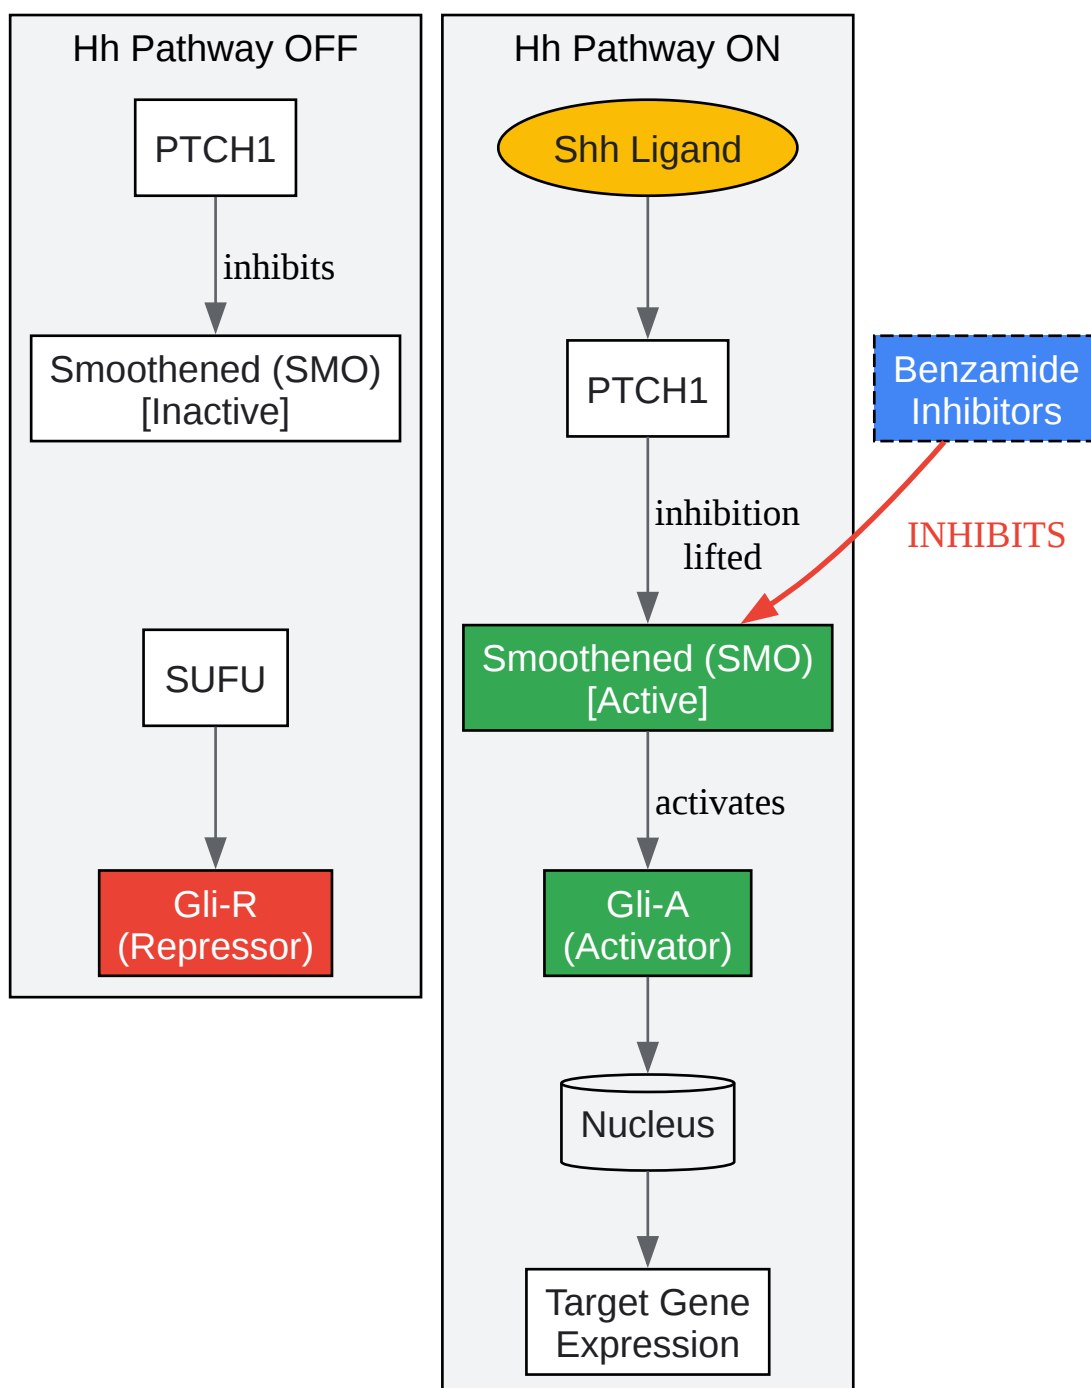 Hh Pathway OFF
PTCH1
inhibits
Smoothened (SMO)
[Inactive]
SUFU
Gli-R
(Repressor)
Hh Pathway ON
Shh Ligand
PTCH1
inhibition
lifted
Smoothened (SMO)
[Active]
activates
Gli-A
(Activator)
Nucleus
Target Gene
Expression
Benzamide
Inhibitors
INHIBITS